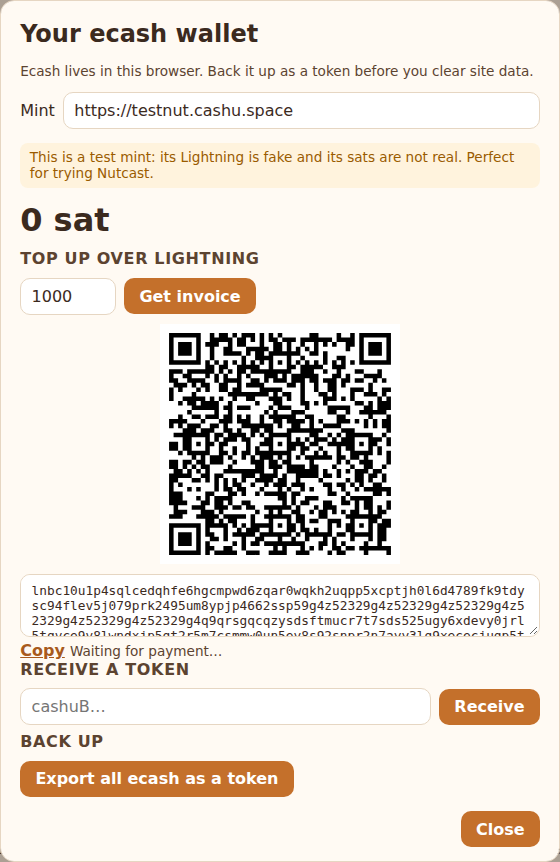 Your ecash wallet
Ecash lives in this browser. Back it up as a token before you clear site data.
Mint https://testnut.cashu.space
This is a test mint: its Lightning is fake and its sats are not real. Perfect
for trying Nutcast.
0 sat
TOP UP OVER LIGHTNING
1000 Get invoice
lnbc10u1p4sqlcedqhfe6hgcmpwd6zqar0wqkh2uqpp5xcptjh0l6d4789fk9tdy
sc94flev5j079prk2495um8ypjp4662ssp59g4z52329g4z52329g4z52329g4z5
2329g4z52329g4z52329g4q9qrsgqcqzysdsftmucr7t7sds525ugy6xdevy0jrl
Copy Waiting for payment…
RECEIVE A TOKEN
cashuB… Receive
BACK UP
Export all ecash as a token
Close